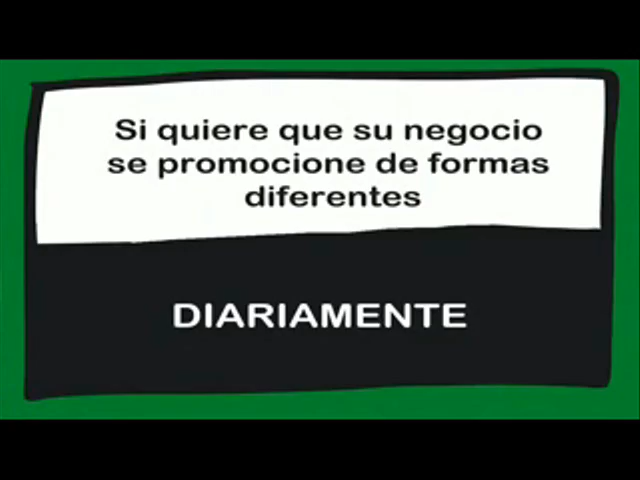 Si quiere que su negocio
se promocione de formas
diferentes
DIARIAMENTE